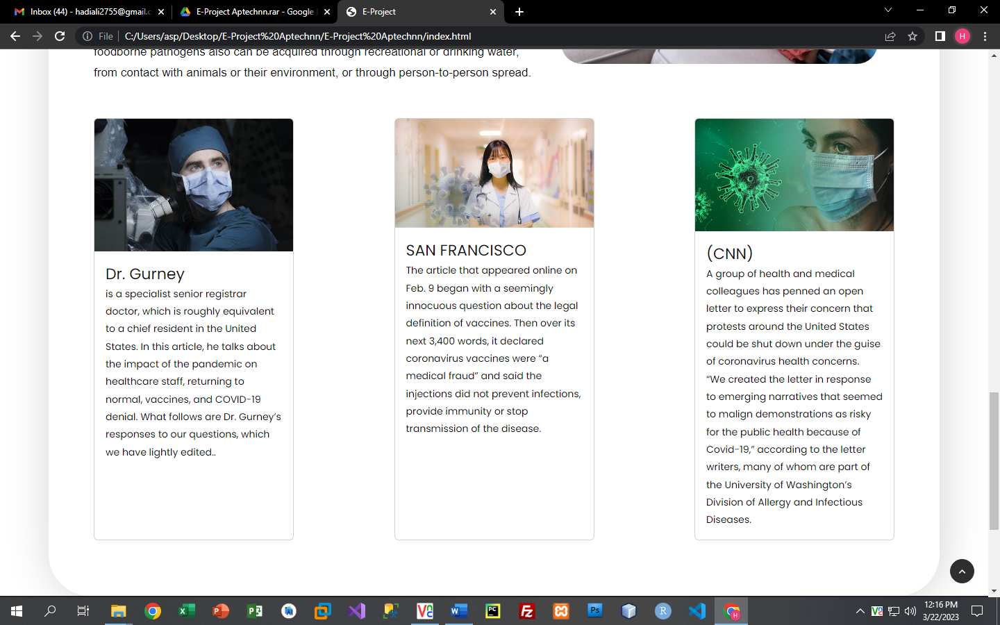 Inbox (44) - hadiali2755@gmail.c
E-Project Aptechnn.rar - Google
E-Project
File
C:/Users/asp/Desktop/E-Project%20Aptechnn/E-Project%20Aptechnn/index.html
H
foodborne pathogens also can be acquired through recreational or drinking water,
from contact with animals or their environment, or through person-to-person spread.
Dr. Gurney
is a specialist senior registrar
doctor, which is roughly equivalent
to a chief resident in the United
States. In this article, he talks about
the impact of the pandemic on
healthcare staff, returning to
normal, vaccines, and COVID-19
denial. What follows are Dr. Gurney’s
responses to our questions, which
we have lightly edited..
SAN FRANCISCO
The article that appeared online on
Feb. 9 began with a seemingly
innocuous question about the legal
definition of vaccines. Then over its
next 3,400 words, it declared
coronavirus vaccines were “a
medical fraud” and said the
injections did not prevent infections,
provide immunity or stop
transmission of the disease.
(CNN)
A group of health and medical
colleagues has penned an open
letter to express their concern that
protests around the United States
could be shut down under the guise
of coronavirus health concerns.
“We created the letter in response
to emerging narratives that seemed
to malign demonstrations as risky
for the public health because of
Covid-19,” according to the letter
writers, many of whom are part of
the University of Washington’s
Division of Allergy and Infectious
Diseases.
12:16 PM
3/22/2023